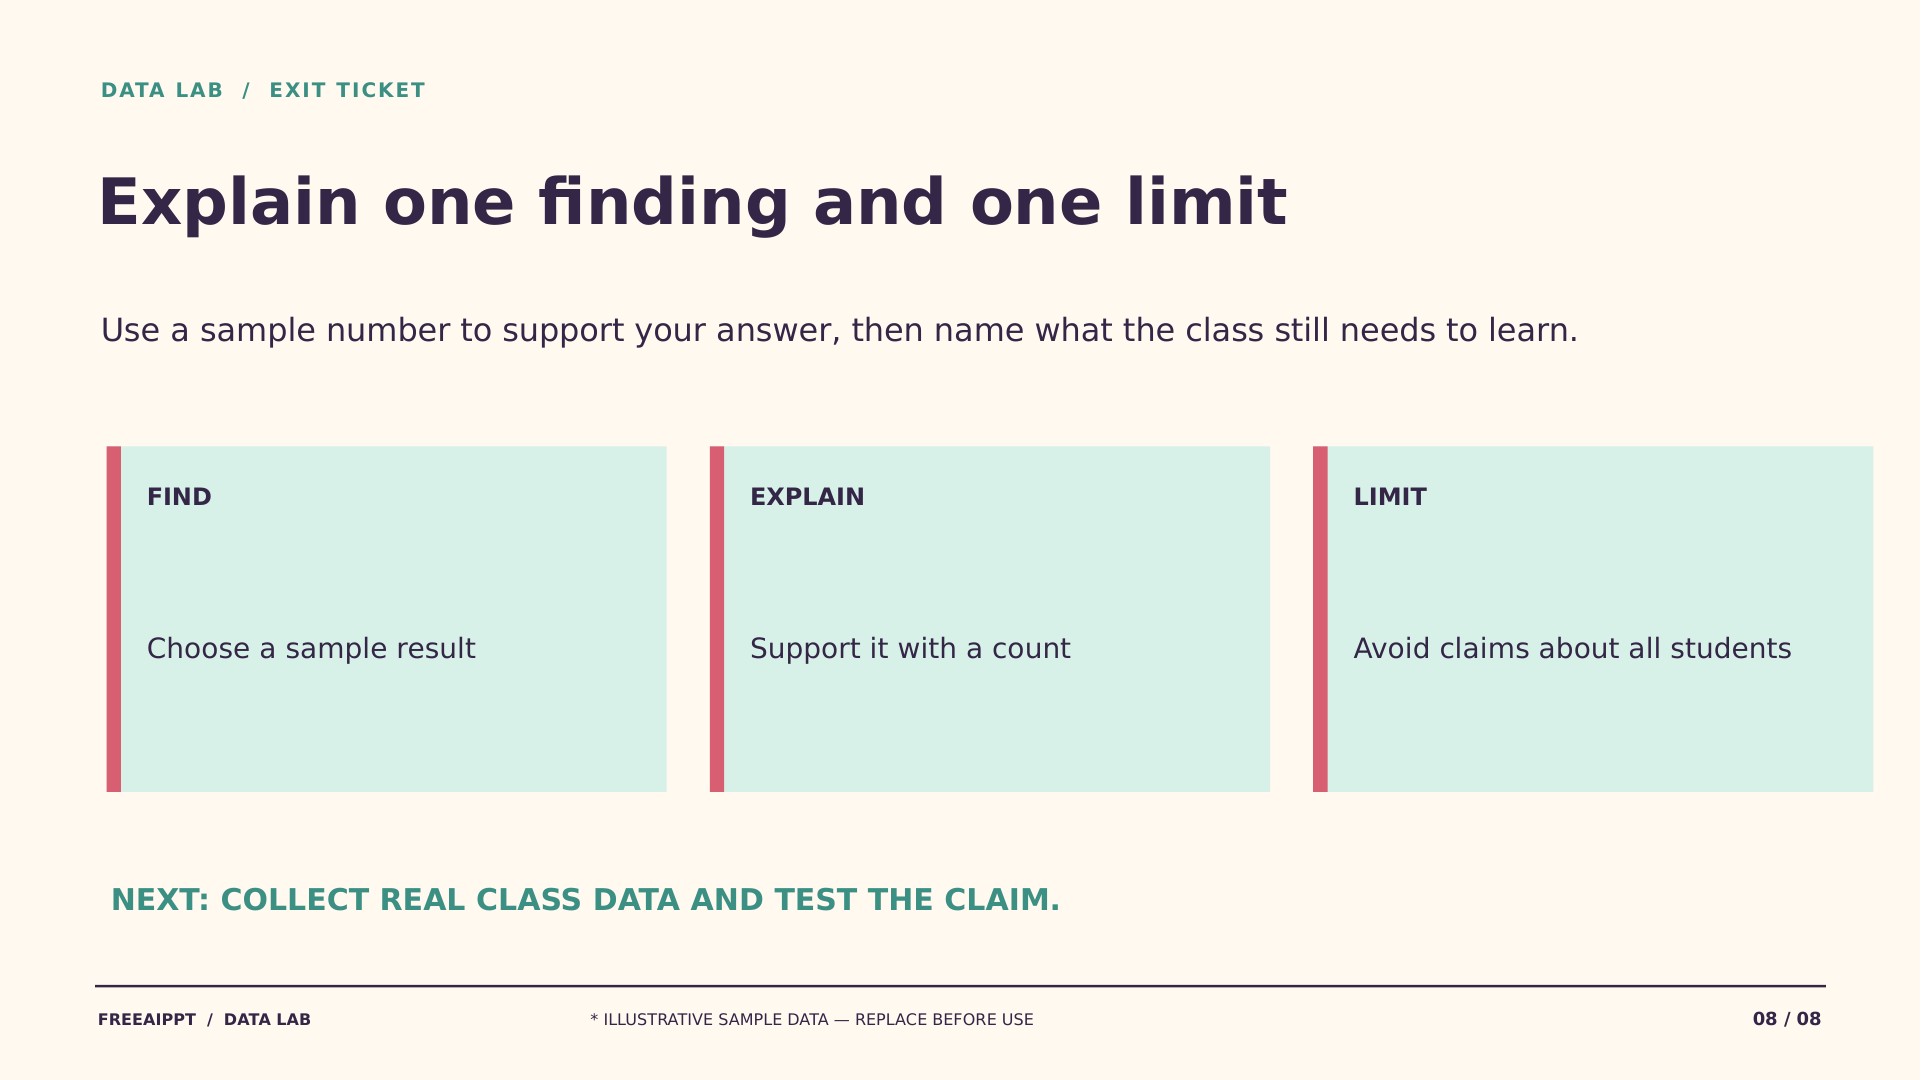 DATA LAB / EXIT TICKET
Explain one finding and one limit
Use a sample number to support your answer, then name what the class still needs to learn.
FIND
Choose a sample result
EXPLAIN
Support it with a count
LIMIT
Avoid claims about all students
NEXT: COLLECT REAL CLASS DATA AND TEST THE CLAIM.
FREEAIPPT / DATA LAB
* ILLUSTRATIVE SAMPLE DATA — REPLACE BEFORE USE
08 / 08